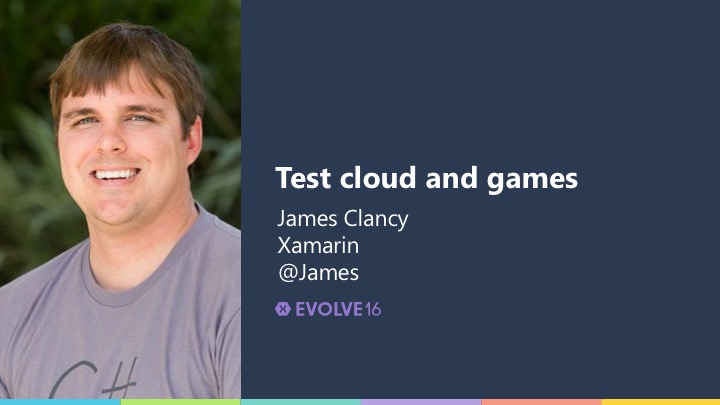 Test cloud and games
James Clancy
Xamarin
@James
EVOLVE16
C#